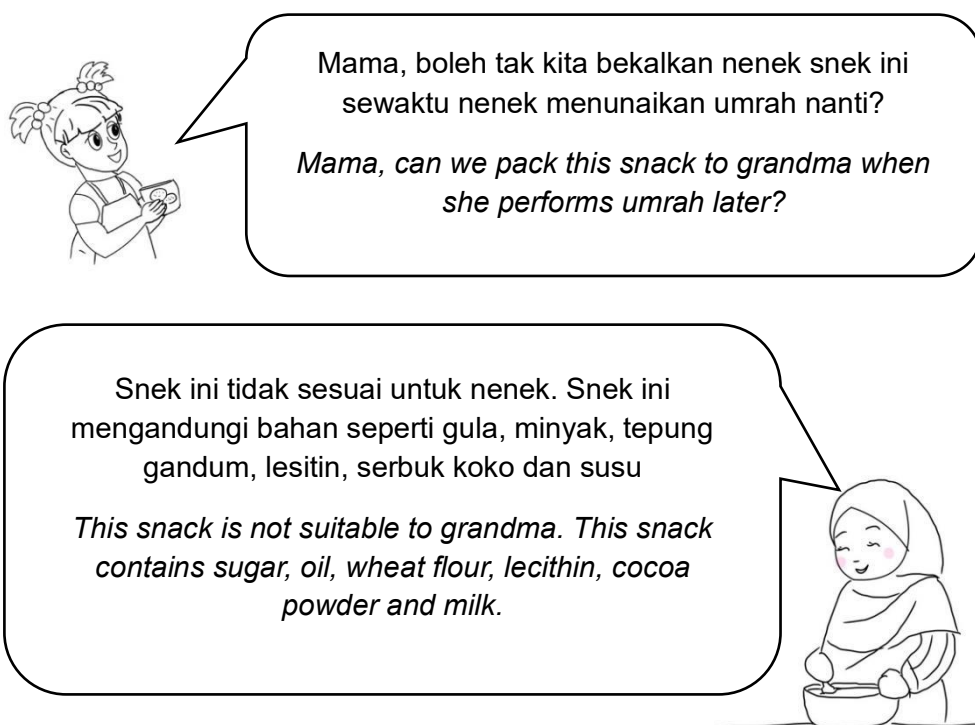 Mama, boleh tak kita bekalkan nenek snek ini
sewaktu nenek menunaikan umrah nanti?
Mama, can we pack this snack to grandma when
she performs umrah later?
Snek ini tidak sesuai untuk nenek. Snek ini
mengandungi bahan seperti gula, minyak, tepung
gandum, lesitin, serbuk koko dan susu
This snack is not suitable to grandma. This snack
contains sugar, oil, wheat flour, lecithin, cocoa
powder and milk.